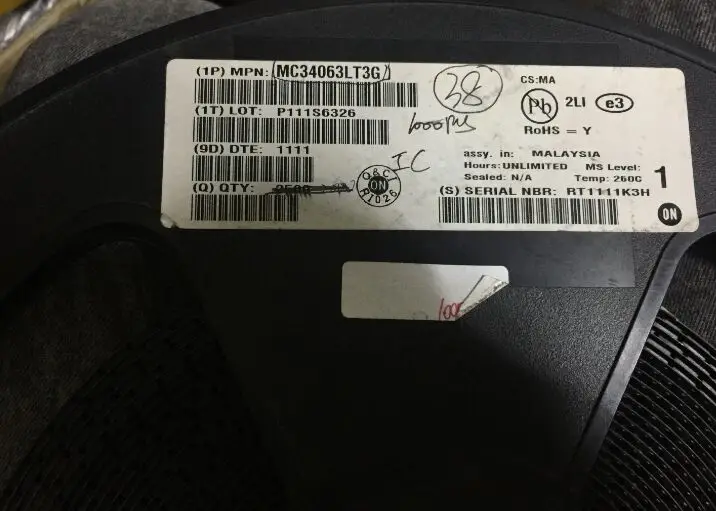 (1P) MPN: MC34063LT3G
38
CS:MA
(1T) LOT: P111S6326
1000PCS
Pb
2LI
e3
RoHS = Y
(9D) DTE: 1111
IC
assy. in: MALAYSIA
Hours:UNLIMITED MS Level: 1
Sealed: N/A Temp: 260C
(Q) QTY: 2500
ON
(S) SERIAL NBR: RT1111K3H
ON